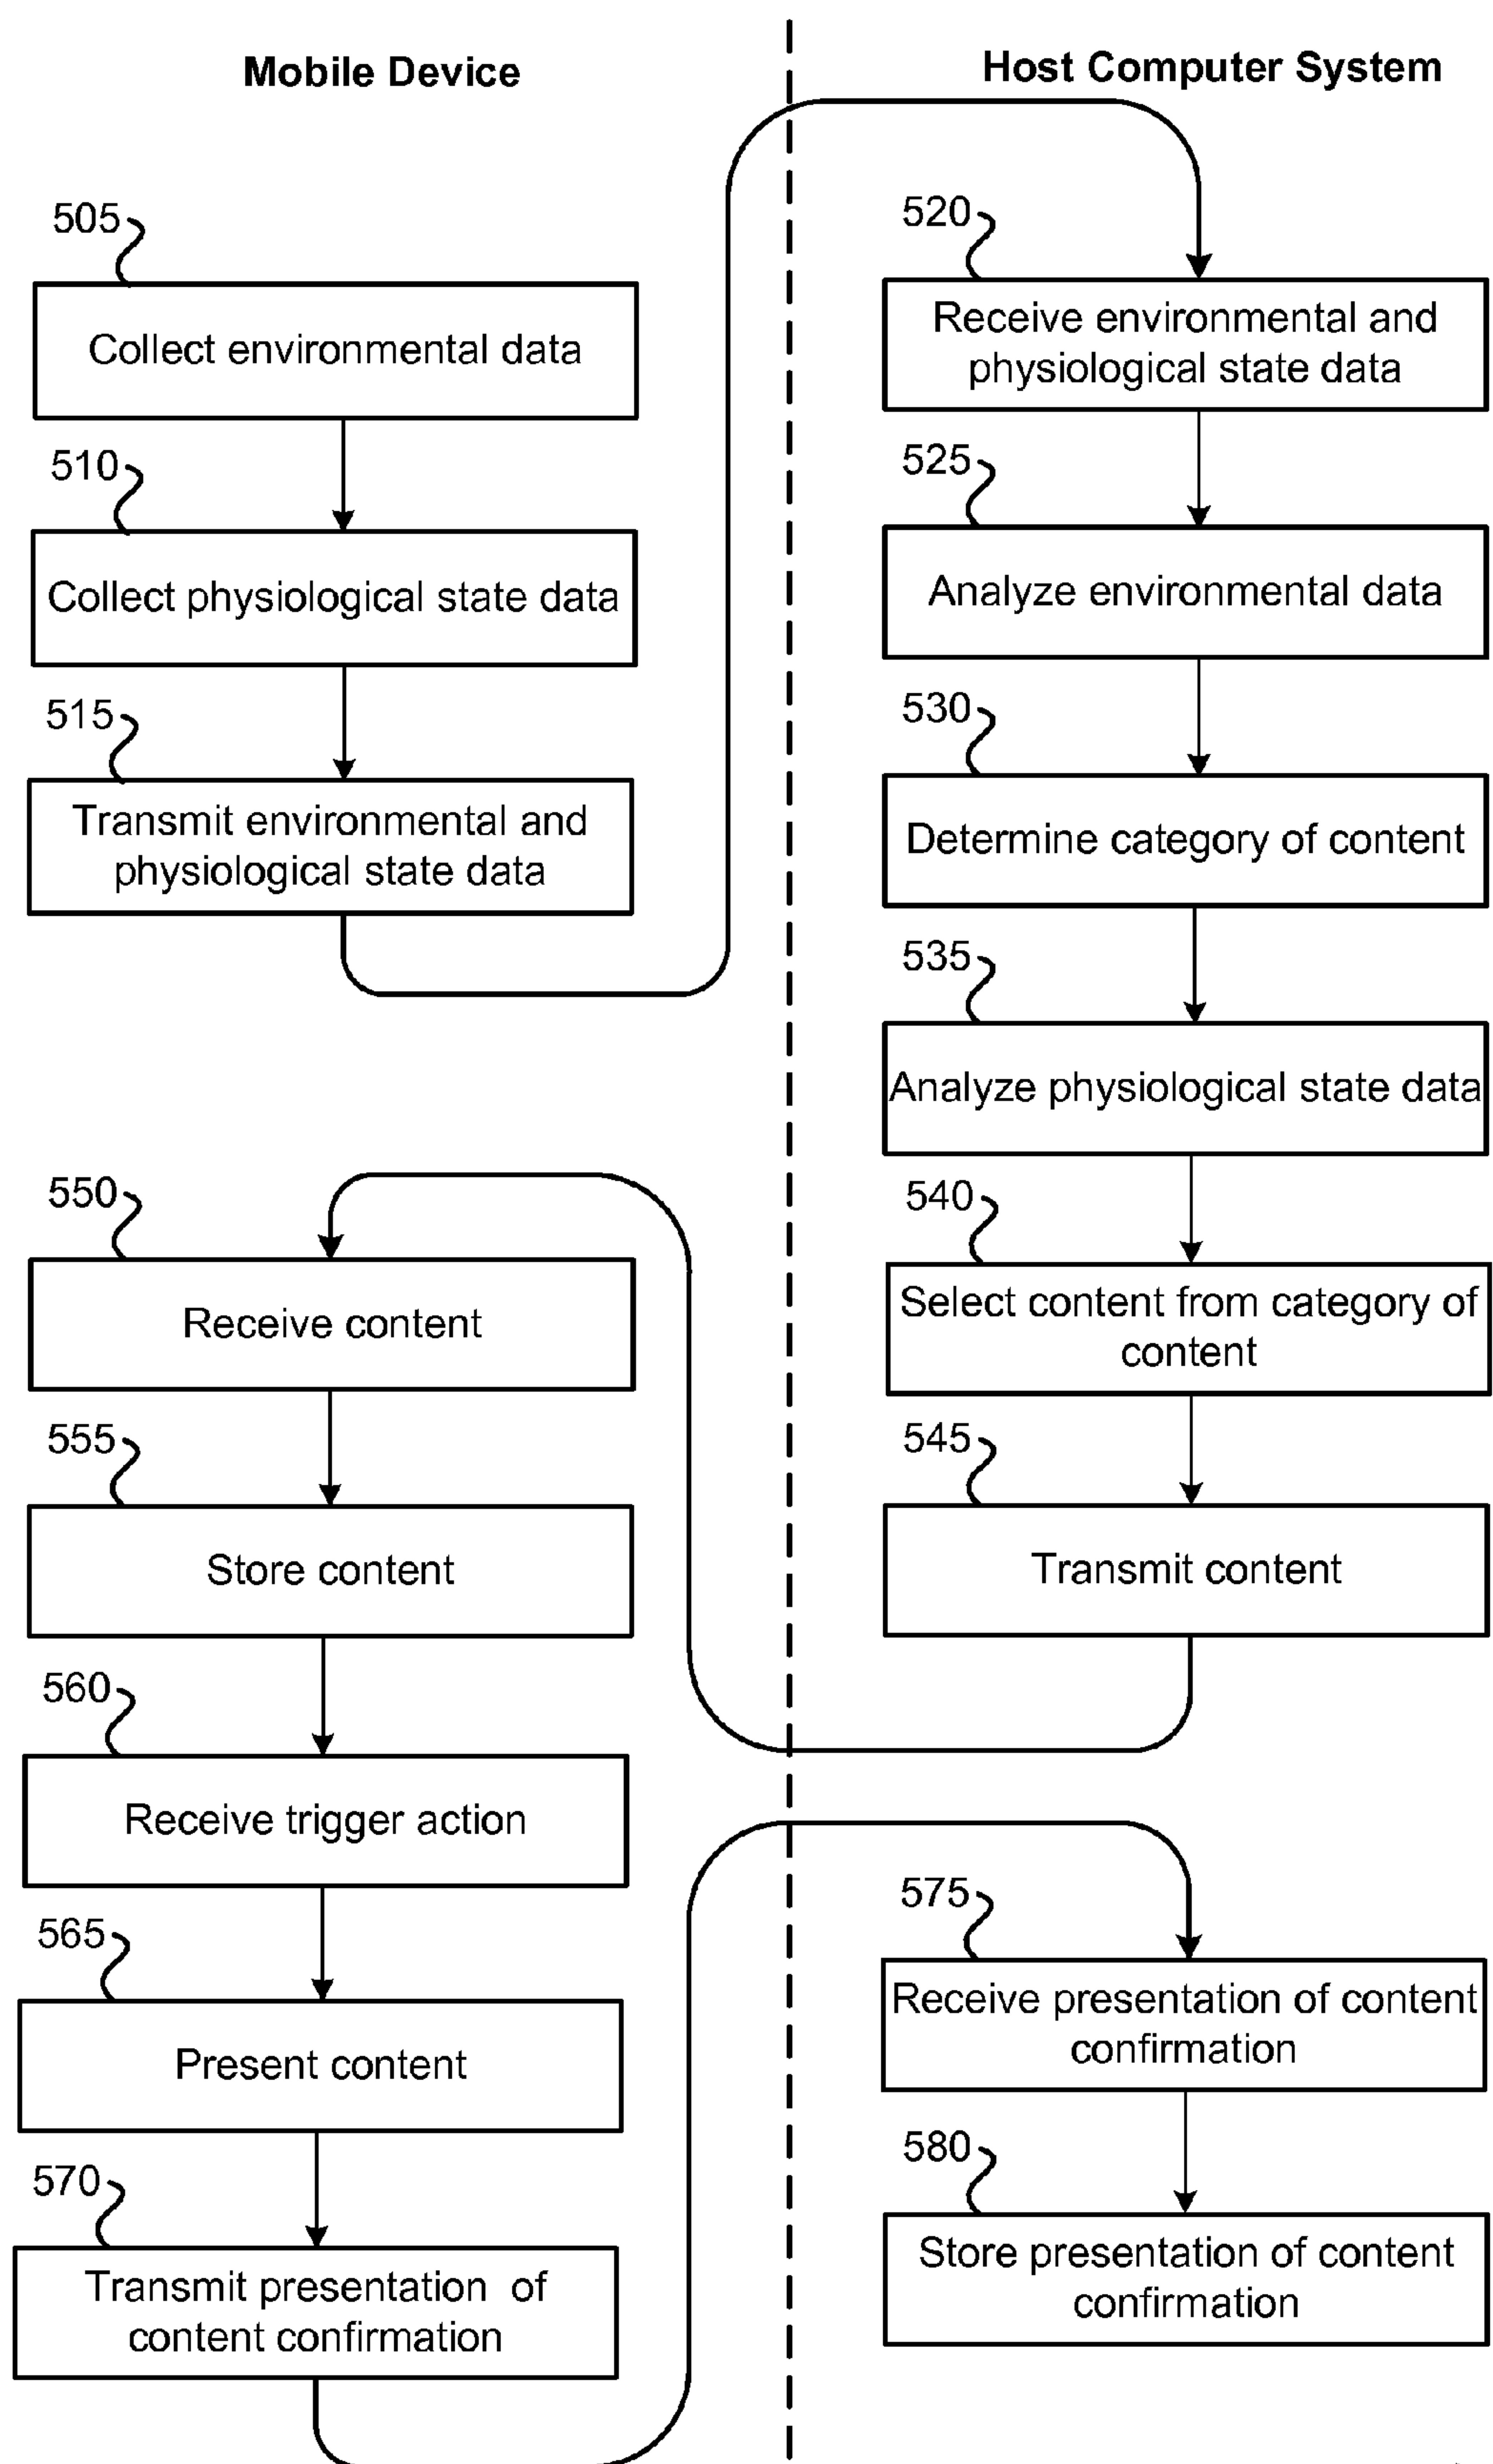 Mobile Device
Host Computer System
505
Collect environmental data
510
Collect physiological state data
515
Transmit environmental and
physiological state data
520
Receive environmental and
physiological state data
525
Analyze environmental data
530
Determine category of content
535
Analyze physiological state data
540
Select content from category of
content
545
Transmit content
550
Receive content
555
Store content
560
Receive trigger action
565
Present content
570
Transmit presentation of
content confirmation
575
Receive presentation of content
confirmation
580
Store presentation of content
confirmation